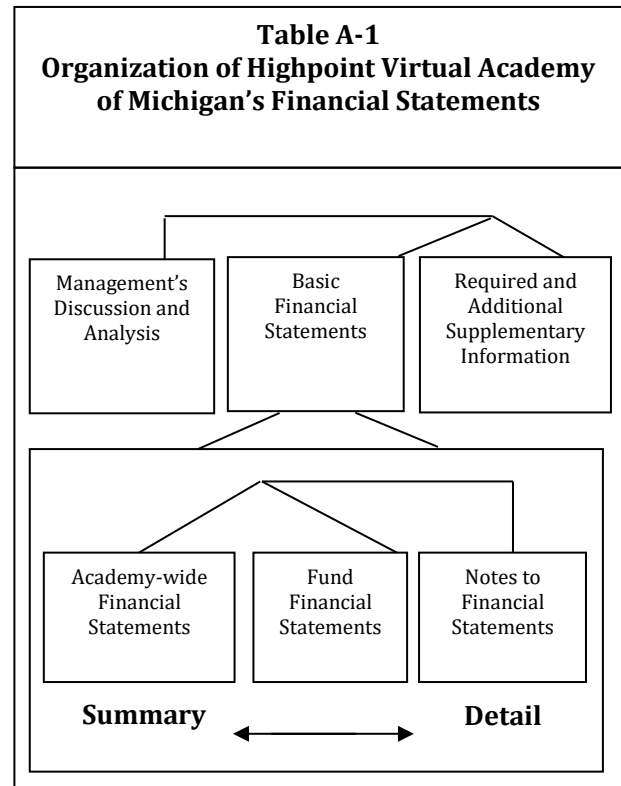 Table A-1
Organization of Highpoint Virtual Academy
of Michigan’s Financial Statements
Management’s
Discussion and
Analysis
Basic
Financial
Statements
Required and
Additional
Supplementary
Information
Academy-wide
Financial
Statements
Fund
Financial
Statements
Notes to
Financial
Statements
Summary
Detail